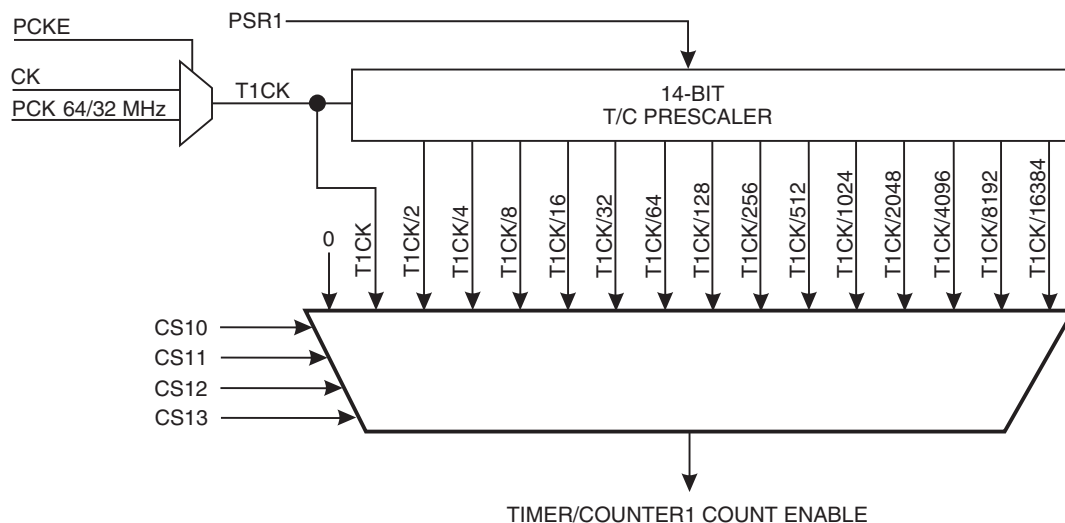 PCKE
PSR1
CK
PCK 64/32 MHz
T1CK
14-BIT
T/C PRESCALER
0
T1CK
T1CK/2
T1CK/4
T1CK/8
T1CK/16
T1CK/32
T1CK/64
T1CK/128
T1CK/256
T1CK/512
T1CK/1024
T1CK/2048
T1CK/4096
T1CK/8192
T1CK/16384
CS10
CS11
CS12
CS13
TIMER/COUNTER1 COUNT ENABLE